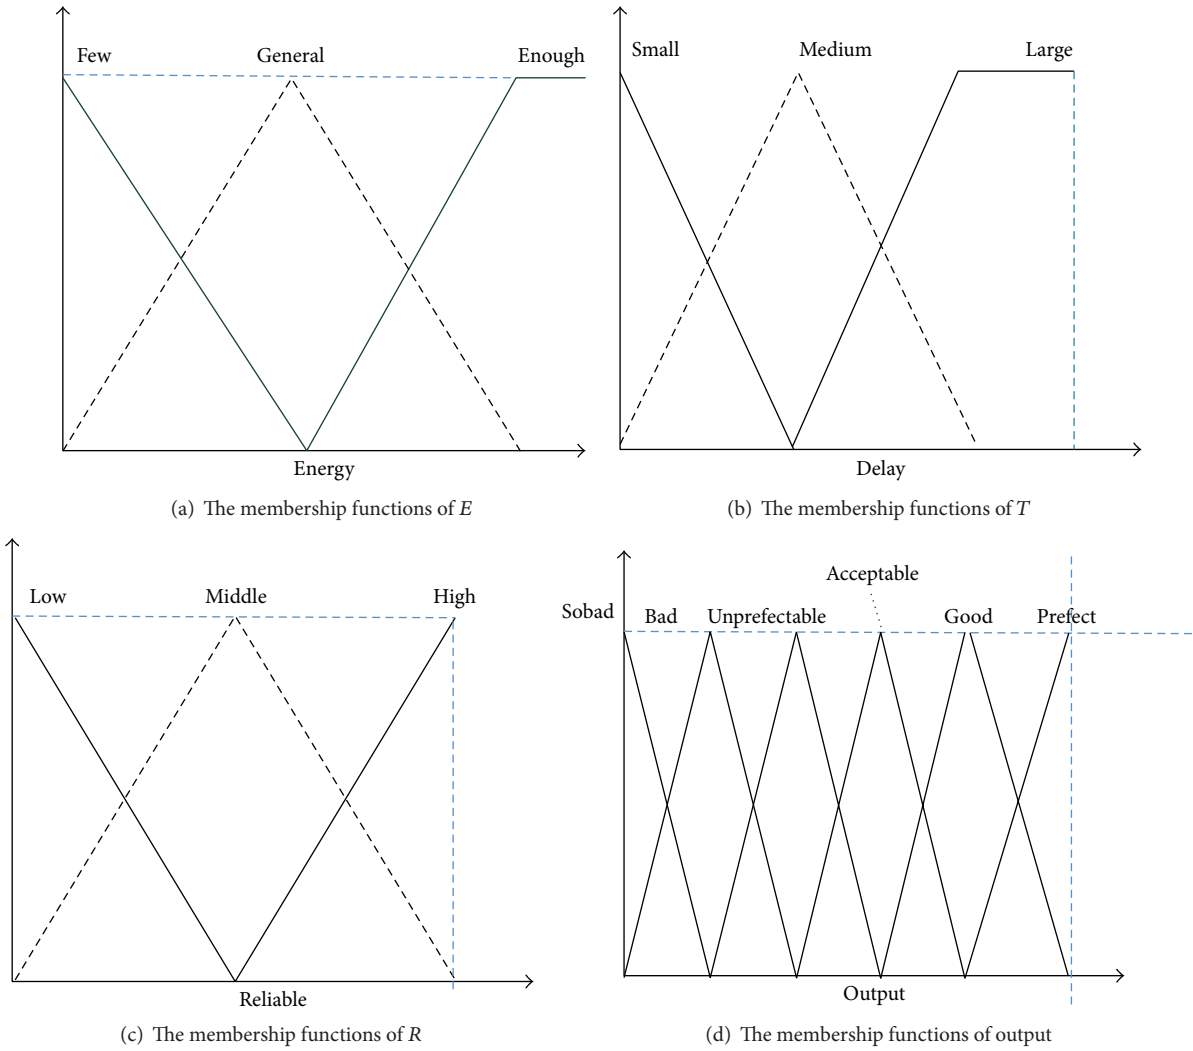 Few General Enough
Energy
(a) The membership functions of E
Small Medium Large
Delay
(b) The membership functions of T
Low Middle High
Reliable
(c) The membership functions of R
Acceptable
Sobad Bad Unprefectable Good Prefect
Output
(d) The membership functions of output